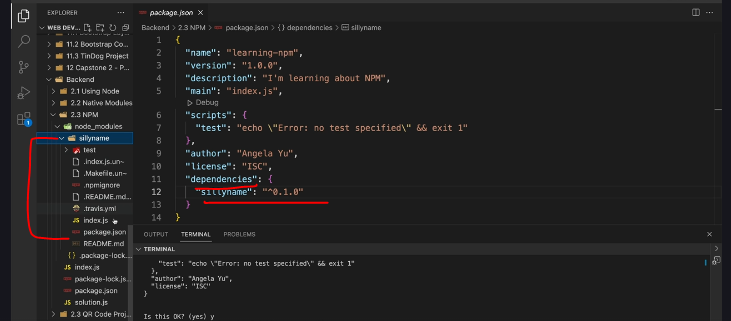 EXPLORER
WEB DEV...
11.2 Bootstrap Co...
11.3 TinDog Project
12 Capstone 2 - P...
Backend
2.1 Using Node
2.2 Native Modules
2.3 NPM
node_modules
sillyname
test
.index.js.un~
.Makefile.un~
.npmignore
.README.md...
.travis.yml
index.js
package.json
README.md
.package-lock....
index.js
package-lock.js...
package.json
solution.js
2.3 QR Code Proj...
1
package.json
Backend > 2.3 NPM > package.json > {} dependencies > sillyname
1 {
2 "name": "learning-npm",
3 "version": "1.0.0",
4 "description": "I'm learning about NPM",
5 "main": "index.js",
Debug
6 "scripts": {
7 "test": "echo \"Error: no test specified\" && exit 1"
8 },
9 "author": "Angela Yu",
10 "license": "ISC",
11 "dependencies": {
12 "sillyname": "^0.1.0"
13 }
14 }
OUTPUT TERMINAL PROBLEMS
TERMINAL
"test": "echo \"Error: no test specified\" && exit 1"
},
"author": "Angela Yu",
"license": "ISC"
}
Is this OK? (yes) y